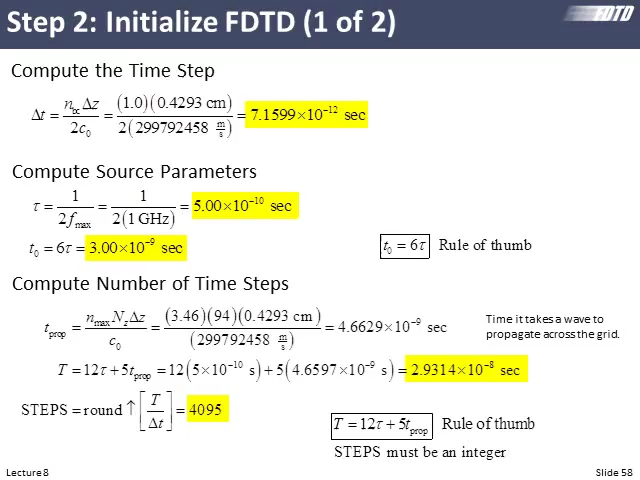 Step 2: Initialize FDTD (1 of 2)
FDTD
Compute the Time Step
Δt = n_bc Δz / 2c₀ = (1.0)(0.4293 cm) / 2(299792458 m/s) = 7.1599×10⁻¹² sec
Compute Source Parameters
τ = 1 / 2f_max = 1 / 2(1 GHz) = 5.00×10⁻¹⁰ sec
t₀ = 6τ = 3.00×10⁻⁹ sec
t₀ = 6τ Rule of thumb
Compute Number of Time Steps
t_prop = n_max N_z Δz / c₀ = (3.46)(94)(0.4293 cm) / (299792458 m/s) = 4.6629×10⁻⁹ sec
Time it takes a wave to
propagate across the grid.
T = 12τ + 5t_prop = 12(5×10⁻¹⁰ s) + 5(4.6597×10⁻⁹ s) = 2.9314×10⁻⁸ sec
STEPS = round ↑ [T / Δt] = 4095
T = 12τ + 5t_prop Rule of thumb
STEPS must be an integer
Lecture 8
Slide 58